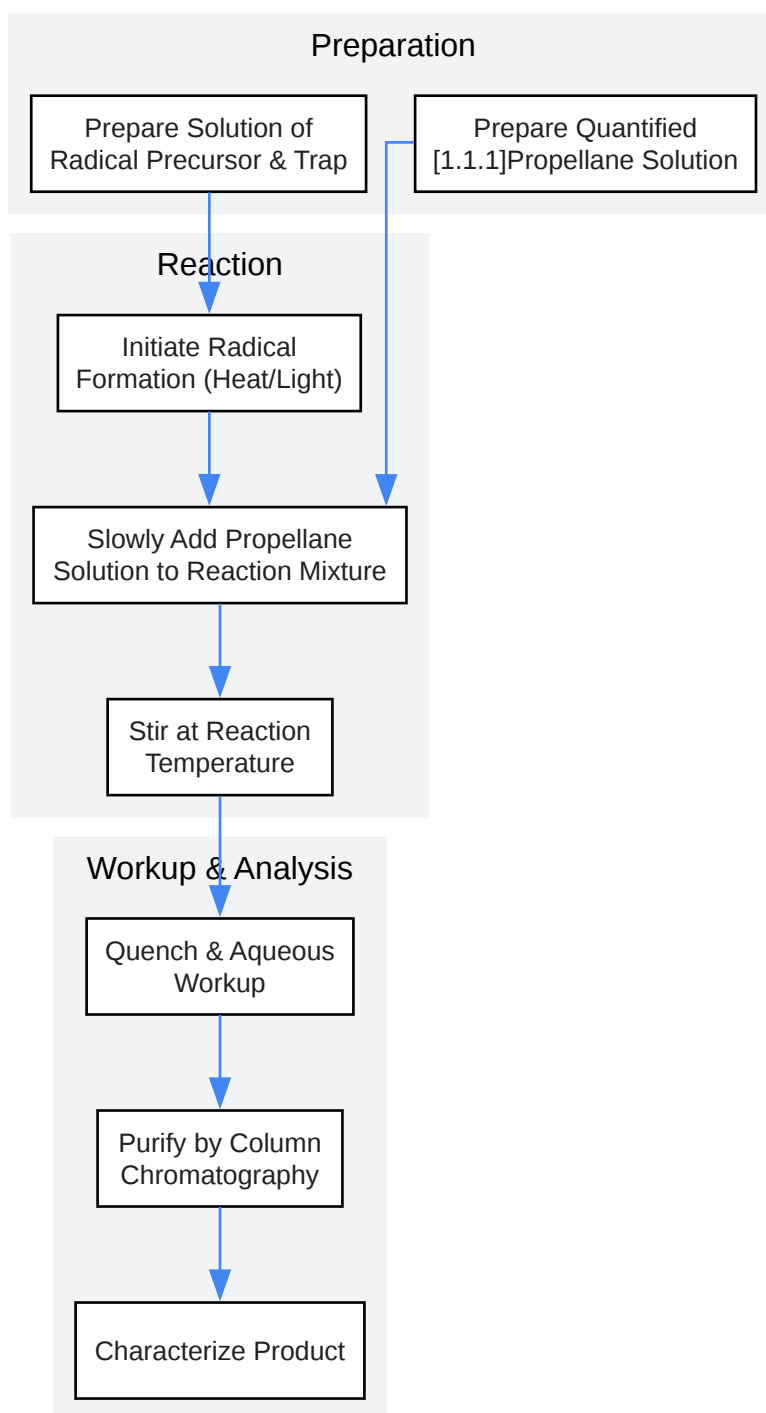 Preparation
Prepare Solution of
Radical Precursor & Trap
Prepare Quantified
[1.1.1]Propellane Solution
Reaction
Initiate Radical
Formation (Heat/Light)
Slowly Add Propellane
Solution to Reaction Mixture
Stir at Reaction
Temperature
Workup & Analysis
Quench & Aqueous
Workup
Purify by Column
Chromatography
Characterize Product